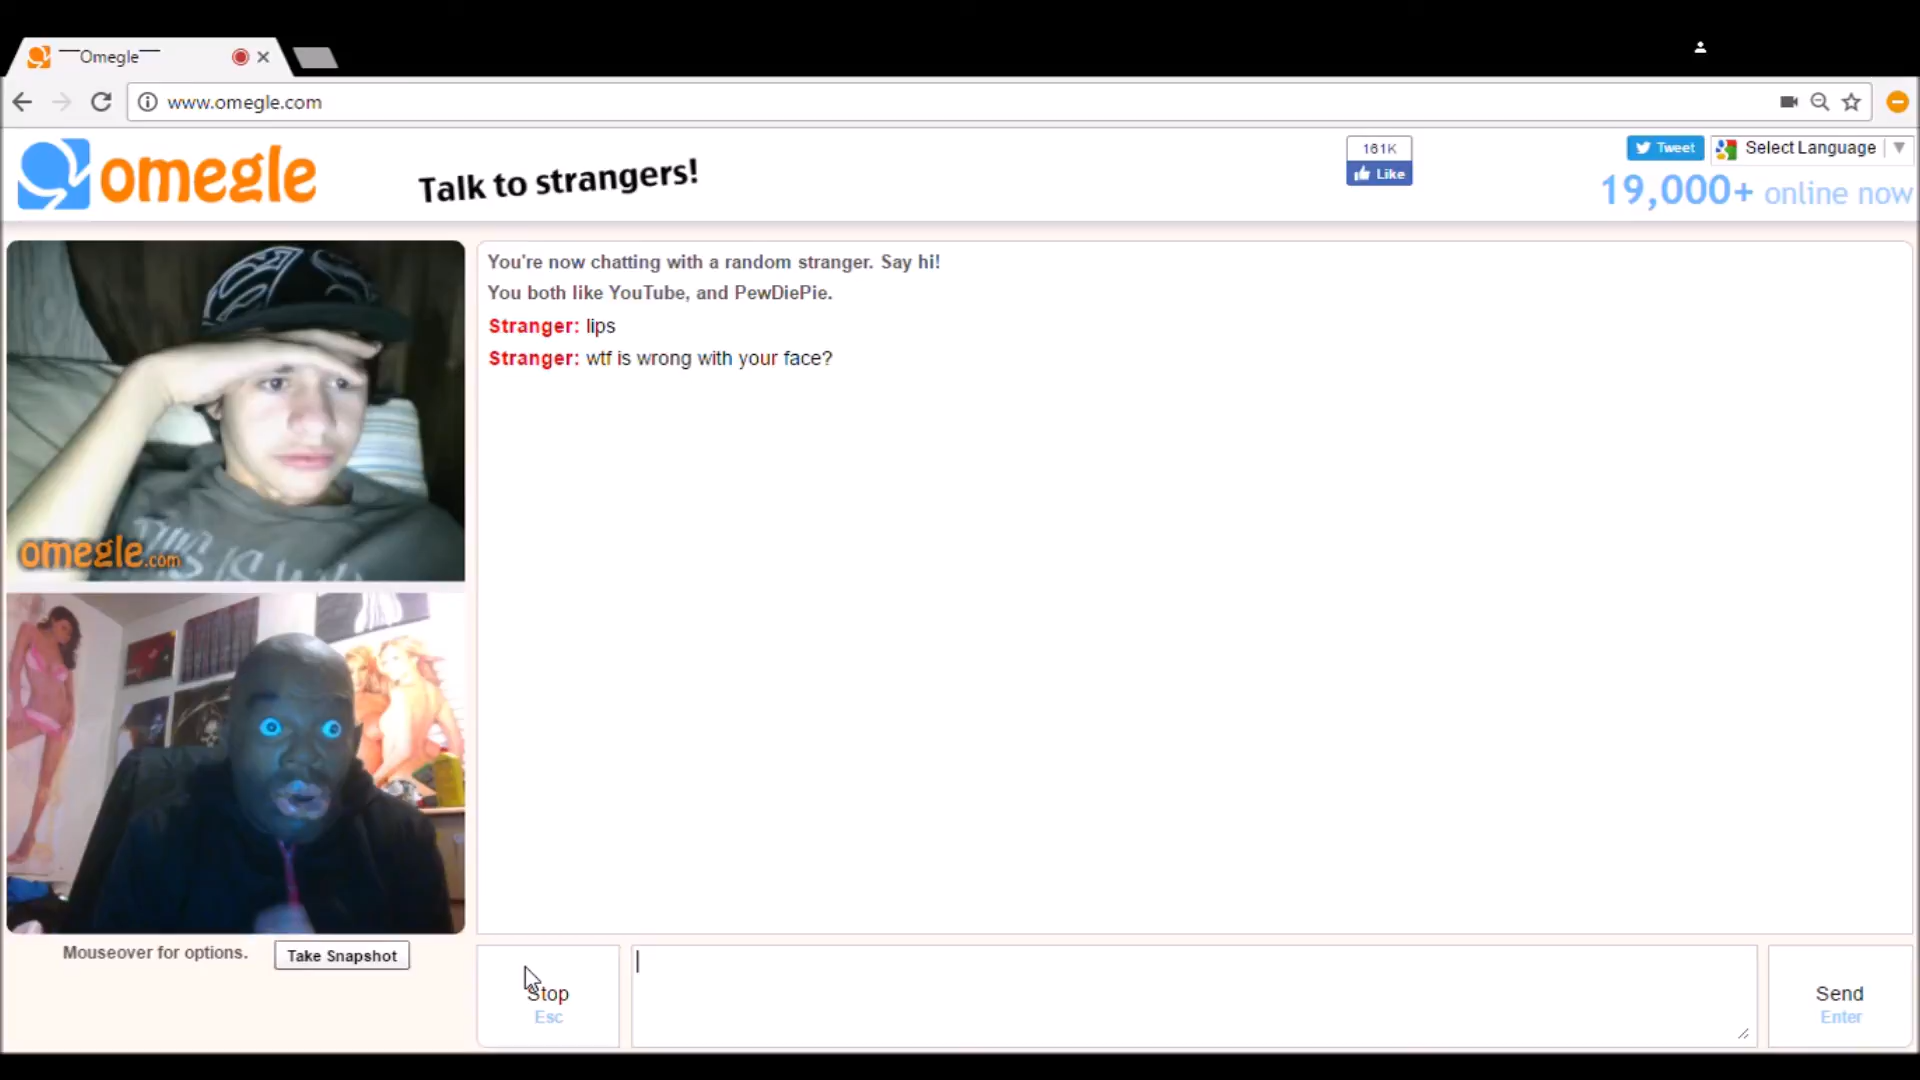 Omegle
www.omegle.com
omegle
Talk to strangers!
161K
Like
Tweet
Select Language
19,000+ online now
omegle.com
You're now chatting with a random stranger. Say hi!
You both like YouTube, and PewDiePie.
Stranger: lips
Stranger: wtf is wrong with your face?
Mouseover for options.
Take Snapshot
Stop
Esc
Send
Enter